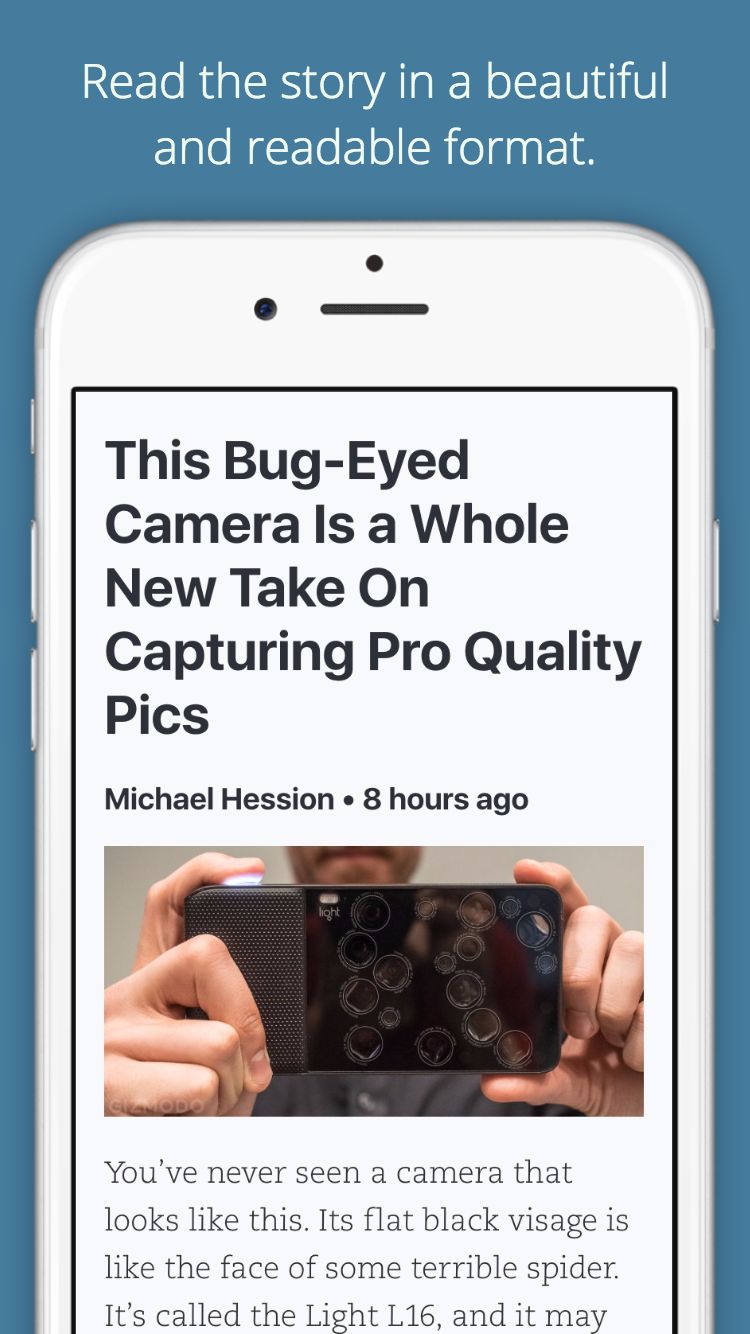 Read the story in a beautiful
and readable format.
This Bug-Eyed
Camera Is a Whole
New Take On
Capturing Pro Quality
Pics
Michael Hession • 8 hours ago
light
GIZMODO
You’ve never seen a camera that
looks like this. Its flat black visage is
like the face of some terrible spider.
It’s called the Light L16, and it may